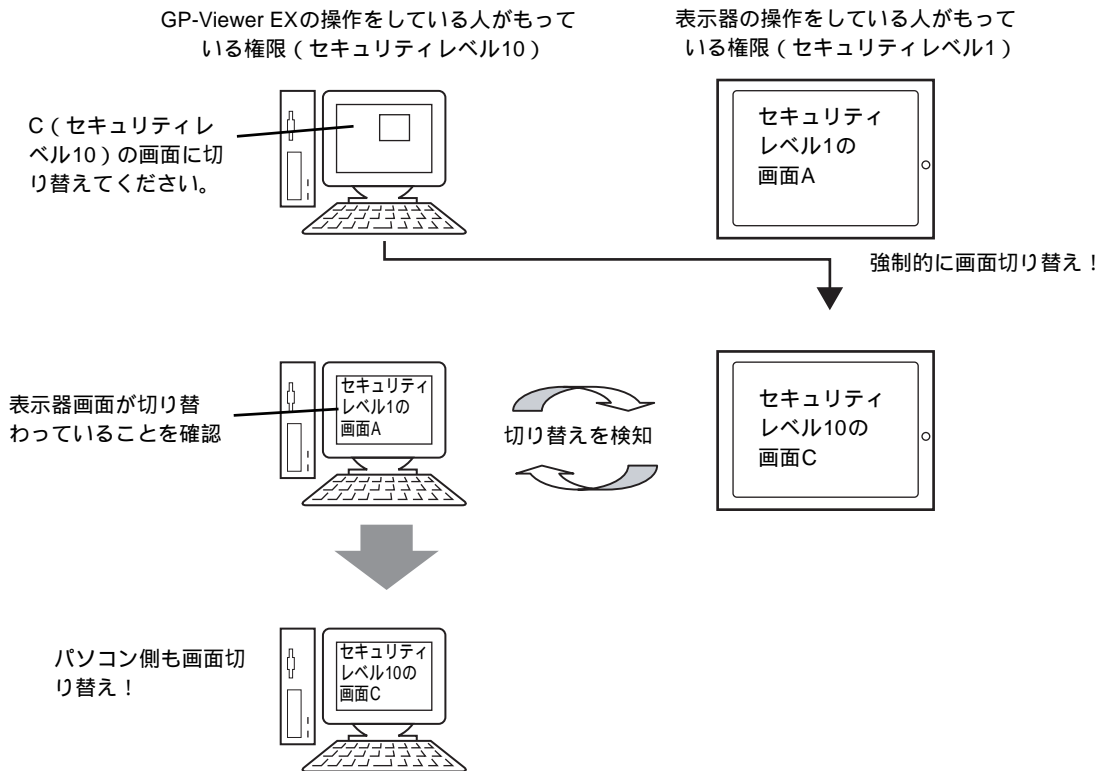 GP-Viewer EXの操作をしている人がもって
いる権限（セキュリティレベル10）
表示器の操作をしている人がもって
いる権限（セキュリティレベル1）
C（セキュリティレ
ベル10）の画面に切
り替えてください。
セキュリティ
レベル1の
画面A
強制的に画面切り替え！
表示器画面が切り替
わっていることを確認
セキュリティ
レベル1の
画面A
切り替えを検知
セキュリティ
レベル10の
画面C
パソコン側も画面切
り替え！
セキュリティ
レベル10の
画面C